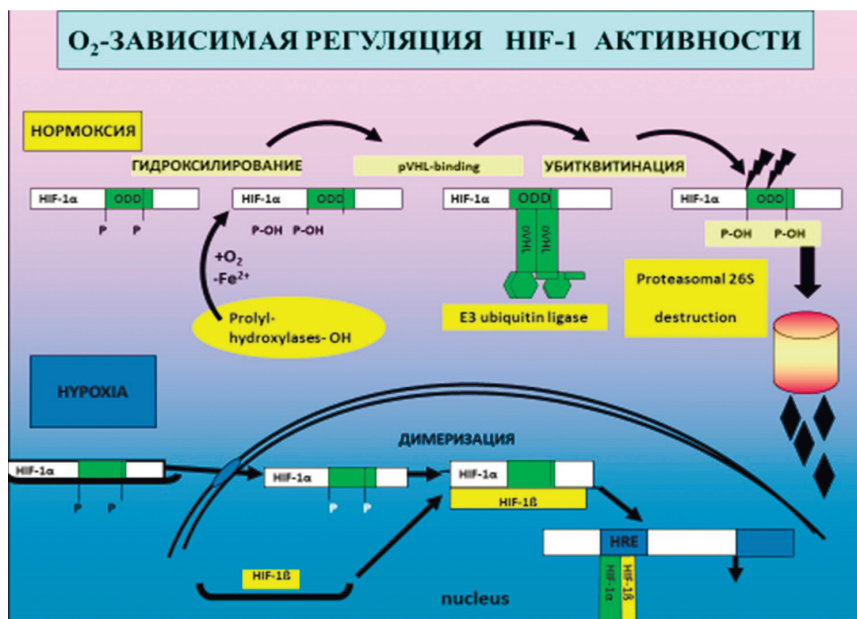 O₂-ЗАВИСИМАЯ РЕГУЛЯЦИЯ HIF-1 АКТИВНОСТИ
НОРМОКСИЯ
ГИДРОКСИЛИРОВАНИЕ
pVHL-binding
УБИТКВИТИНАЦИЯ
HIF-1α ODD
P P
HIF-1α ODD
P-OH P-OH
HIF-1α ODD
pVHL pVHL
HIF-1α ODD
P-OH P-OH
+O₂
-Fe²⁺
Prolyl-
hydroxylases- OH
E3 ubiquitin ligase
Proteasomal 26S
destruction
HYPOXIA
ДИМЕРИЗАЦИЯ
HIF-1α
P P
HIF-1α
P P
HIF-1α
HIF-1ß
HIF-1ß
HRE
HIF-1α
HIF-1ß
nucleus